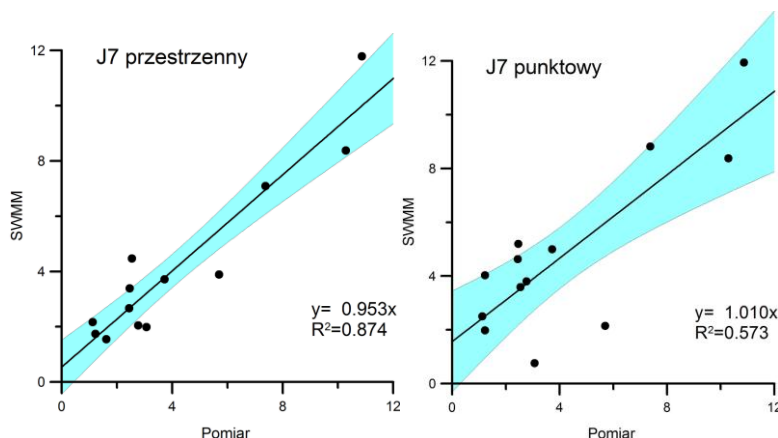 J7 przestrzenny
12
8
4
0
SWMM
y= 0.953x
R²=0.874
0
4
8
12
Pomiar
J7 punktowy
12
8
4
0
SWMM
y= 1.010x
R²=0.573
0
4
8
12
Pomiar